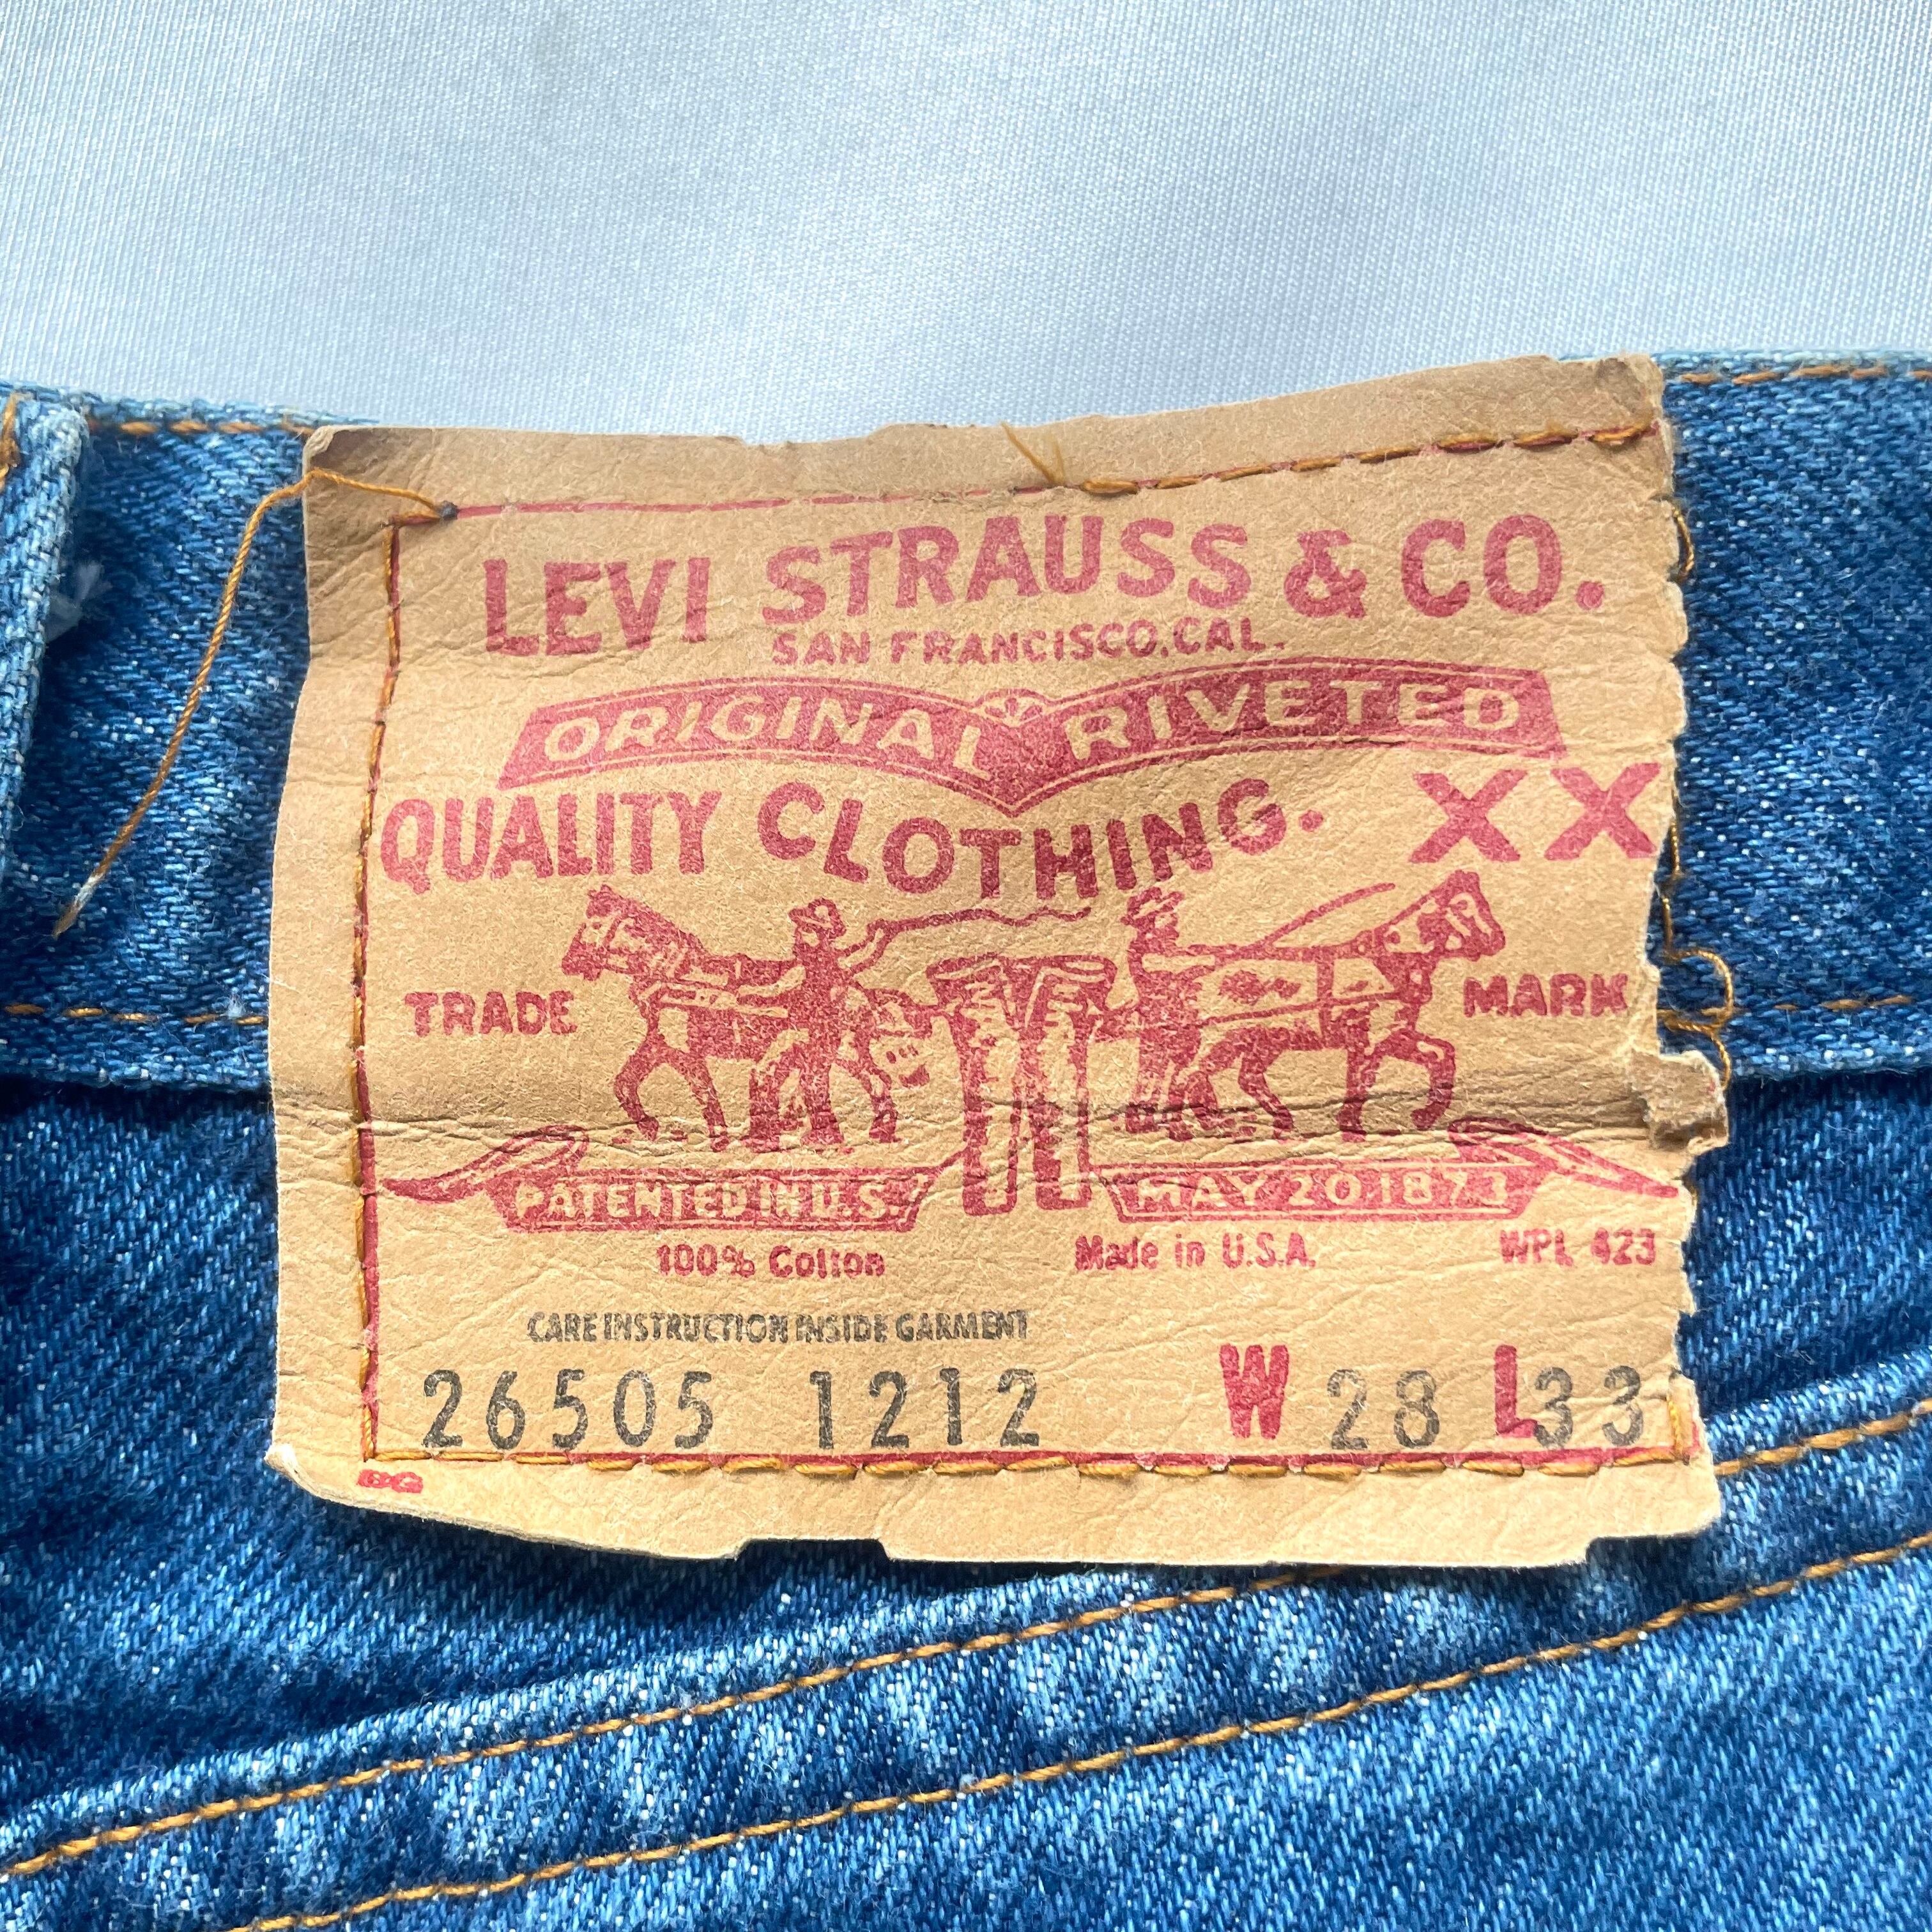 LEVI STRAUSS & CO.
SAN FRANCISCO, CAL.
ORIGINAL RIVETED
QUALITY CLOTHING. XX
TRADE MARK
PATENTED IN U.S. MAY 20 1873
100% Cotton Made in U.S.A. WPL 423
CARE INSTRUCTION INSIDE GARMENT
26505 1212 W 28 L 33